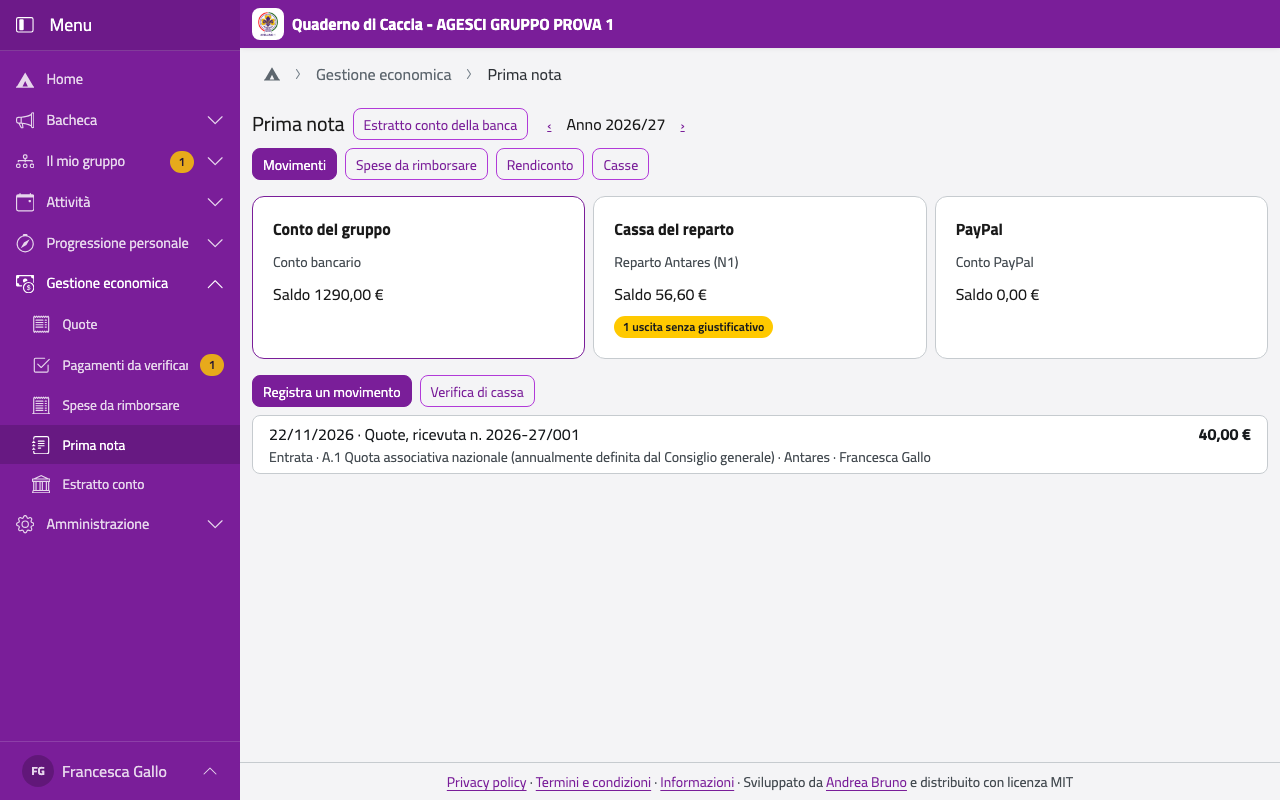 Menu
Quaderno di Caccia - AGESCI GRUPPO PROVA 1
Home
Bacheca
Il mio gruppo 1
Attività
Progressione personale
Gestione economica
Quote
Pagamenti da verificar 1
Spese da rimborsare
Prima nota
Estratto conto
Amministrazione
FG Francesca Gallo
Gestione economica Prima nota
Prima nota Estratto conto della banca ‹ Anno 2026/27 ›
Movimenti Spese da rimborsare Rendiconto Casse
Conto del gruppo
Conto bancario
Saldo 1290,00 €
Cassa del reparto
Reparto Antares (N1)
Saldo 56,60 €
1 uscita senza giustificativo
PayPal
Conto PayPal
Saldo 0,00 €
Registra un movimento Verifica di cassa
22/11/2026 · Quote, ricevuta n. 2026-27/001 40,00 €
Entrata · A.1 Quota associativa nazionale (annualmente definita dal Consiglio generale) · Antares · Francesca Gallo
Privacy policy · Termini e condizioni · Informazioni · Sviluppato da Andrea Bruno e distribuito con licenza MIT